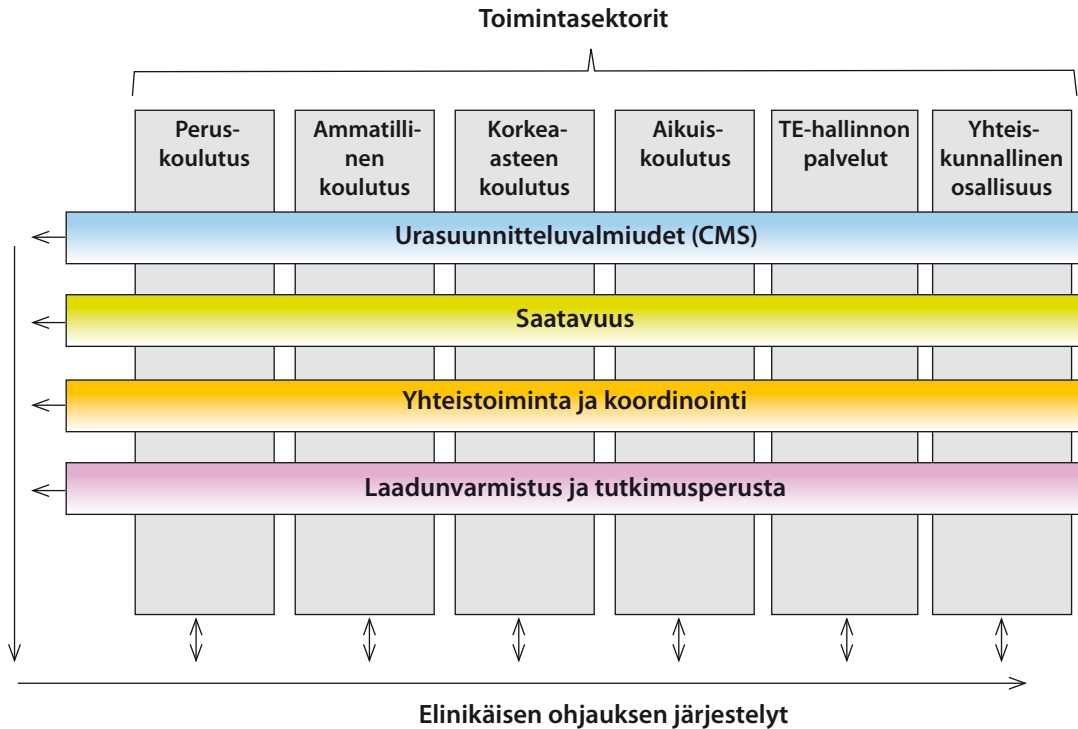 Toimintasektorit
Perus-
koulutus
Ammatilli-
nen
koulutus
Korkea-
asteen
koulutus
Aikuis-
koulutus
TE-hallinnon
palvelut
Yhteis-
kunnallinen
osallisuus
Urasuunnitteluvalmiudet (CMS)
Saatavuus
Yhteistoiminta ja koordinointi
Laadunvarmistus ja tutkimusperusta
Elinikäisen ohjauksen järjestelyt